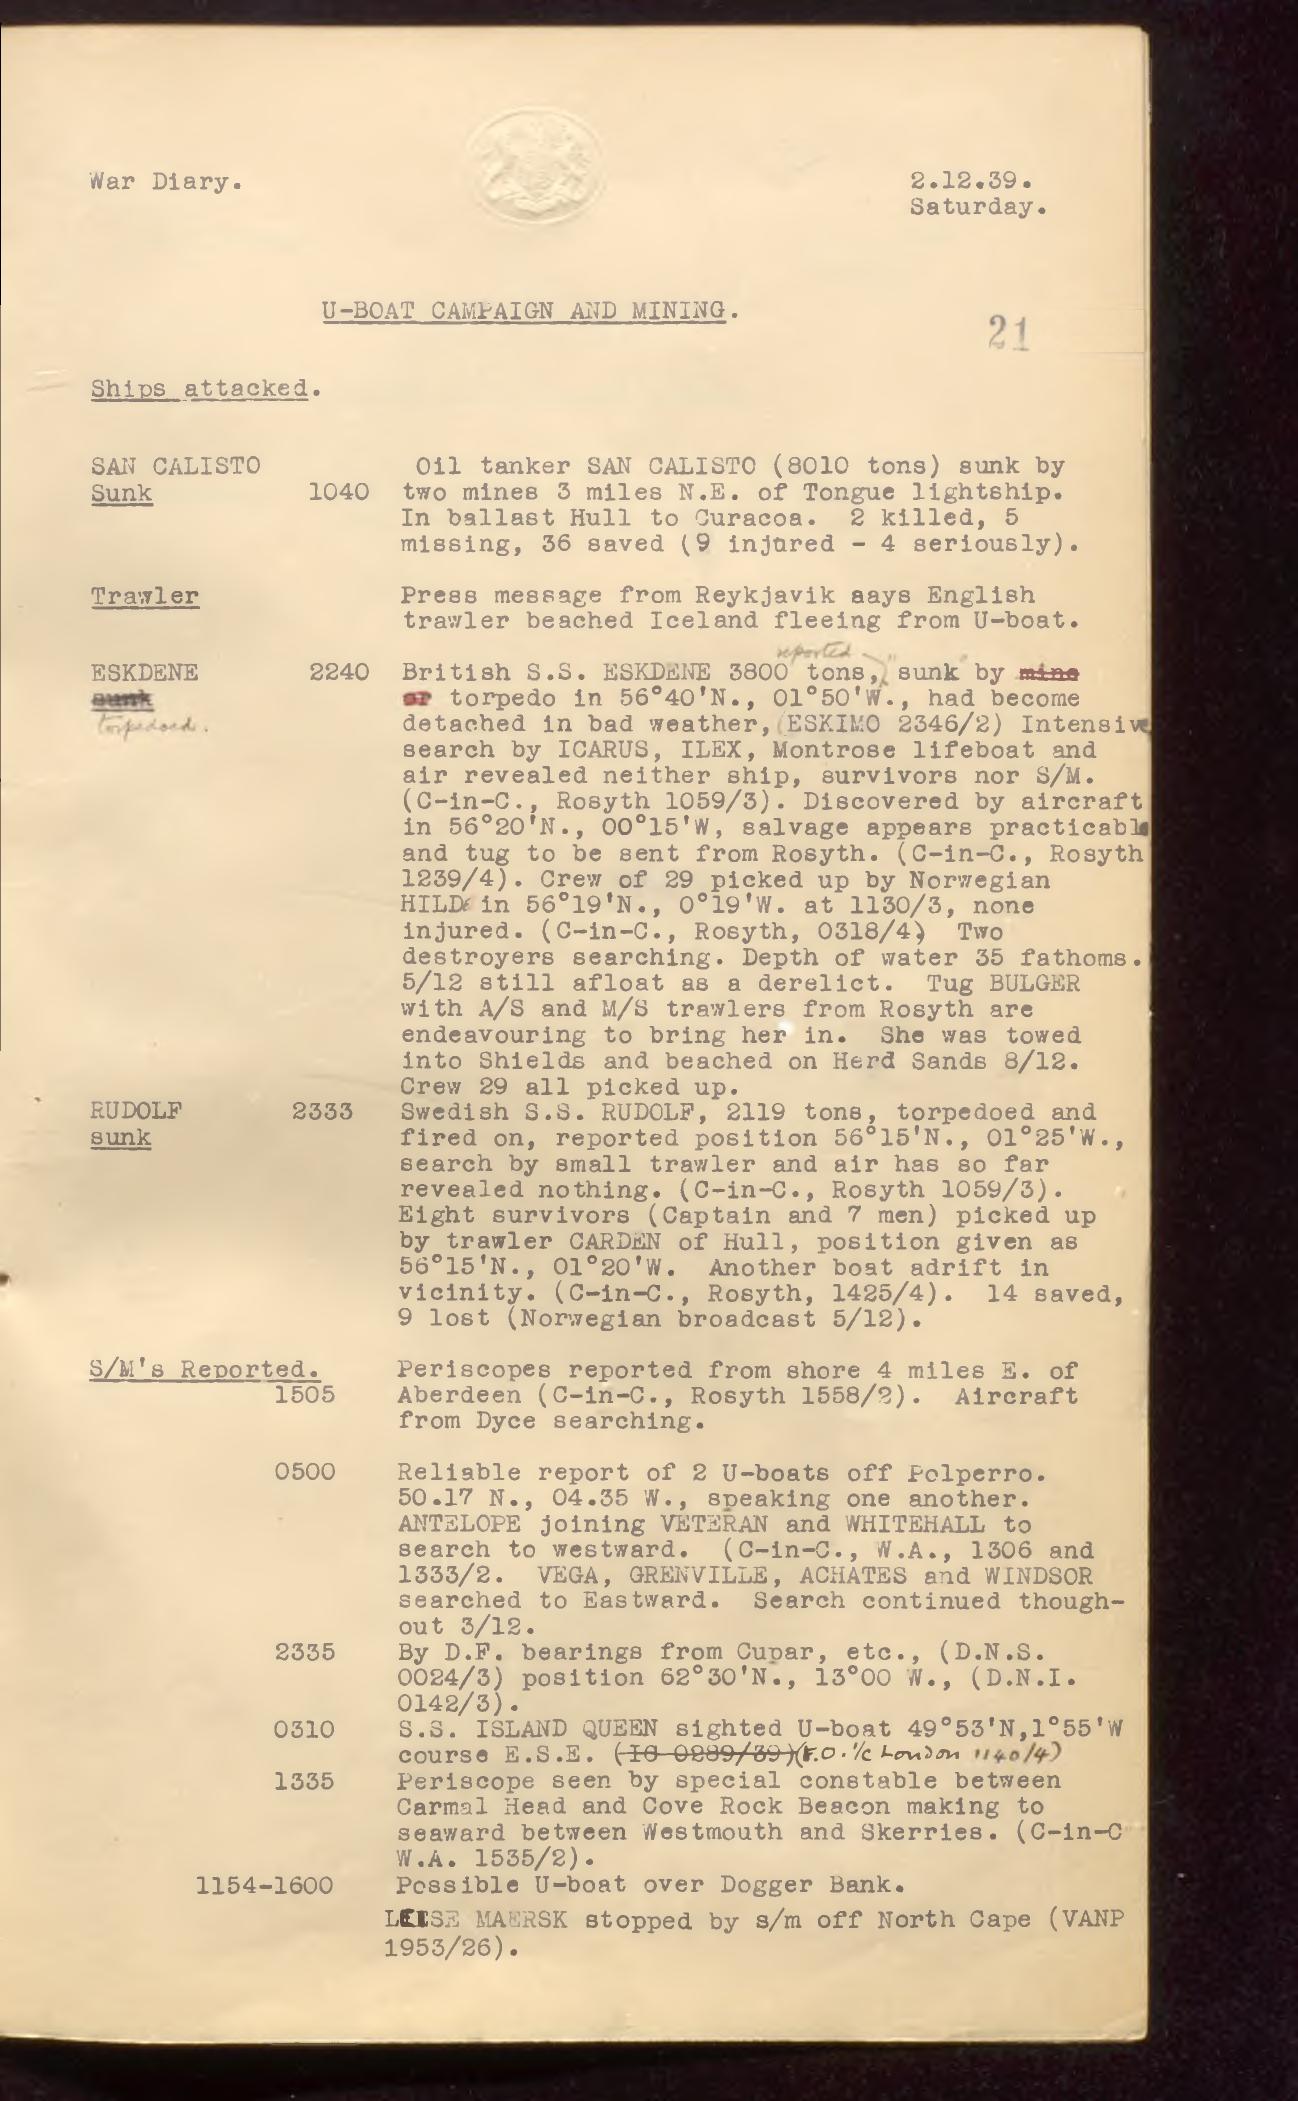 War Diary.
2.12.39.
Saturday.
U-BOAT CAMPAIGN AND MINING.
21
Ships attacked.
SAN CALISTO Oil tanker SAN CALISTO (8010 tons) sunk by
Sunk 1040 two mines 3 miles N.E. of Tongue lightship.
In ballast Hull to Curacoa. 2 killed, 5
missing, 36 saved (9 injured - 4 seriously).
Trawler Press message from Reykjavik aays English
trawler beached Iceland fleeing from U-boat.
reported
ESKDENE 2240 British S.S. ESKDENE 3800 tons, "sunk" by mine
sunk or torpedo in 56°40'N., 01°50'W., had become
torpedoed. detached in bad weather, (ESKIMO 2346/2) Intensive
search by ICARUS, ILEX, Montrose lifeboat and
air revealed neither ship, survivors nor S/M.
(C-in-C., Rosyth 1059/3). Discovered by aircraft
in 56°20'N., 00°15'W, salvage appears practicable
and tug to be sent from Rosyth. (C-in-C., Rosyth
1239/4). Crew of 29 picked up by Norwegian
HILDE in 56°19'N., 0°19'W. at 1130/3, none
injured. (C-in-C., Rosyth, 0318/4) Two
destroyers searching. Depth of water 35 fathoms.
5/12 still afloat as a derelict. Tug BULGER
with A/S and M/S trawlers from Rosyth are
endeavouring to bring her in. She was towed
into Shields and beached on Herd Sands 8/12.
Crew 29 all picked up.
RUDOLF 2333 Swedish S.S. RUDOLF, 2119 tons, torpedoed and
sunk fired on, reported position 56°15'N., 01°25'W.,
search by small trawler and air has so far
revealed nothing. (C-in-C., Rosyth 1059/3).
Eight survivors (Captain and 7 men) picked up
by trawler CARDEN of Hull, position given as
56°15'N., 01°20'W. Another boat adrift in
vicinity. (C-in-C., Rosyth, 1425/4). 14 saved,
9 lost (Norwegian broadcast 5/12).
S/M's Reported. Periscopes reported from shore 4 miles E. of
1505 Aberdeen (C-in-C., Rosyth 1558/2). Aircraft
from Dyce searching.
0500 Reliable report of 2 U-boats off Polperro.
50.17 N., 04.35 W., speaking one another.
ANTELOPE joining VETERAN and WHITEHALL to
search to westward. (C-in-C., W.A., 1306 and
1333/2. VEGA, GRENVILLE, ACHATES and WINDSOR
searched to Eastward. Search continued though-
out 3/12.
2335 By D.F. bearings from Cupar, etc., (D.N.S.
0024/3) position 62°30'N., 13°00 W., (D.N.I.
0142/3).
0310 S.S. ISLAND QUEEN sighted U-boat 49°53'N,1°55'W
course E.S.E. (IG 0289/39)(F.O. i/c London 1140/4)
1335 Periscope seen by special constable between
Carmal Head and Cove Rock Beacon making to
seaward between Westmouth and Skerries. (C-in-C
W.A. 1535/2).
1154-1600 Possible U-boat over Dogger Bank.
LEISE MAERSK stopped by s/m off North Cape (VANP
1953/26).